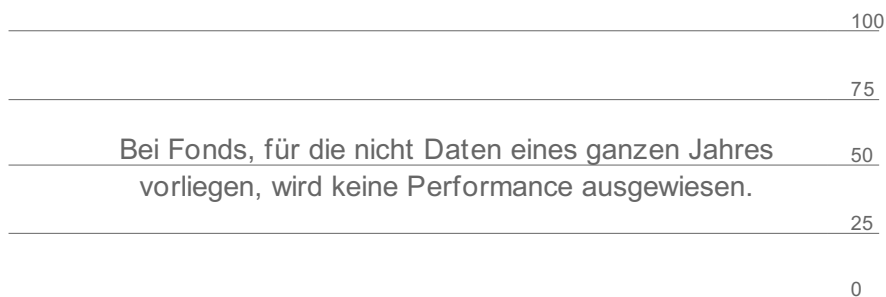 100
75
Bei Fonds, für die nicht Daten eines ganzen Jahres
50
vorliegen, wird keine Performance ausgewiesen.
25
0